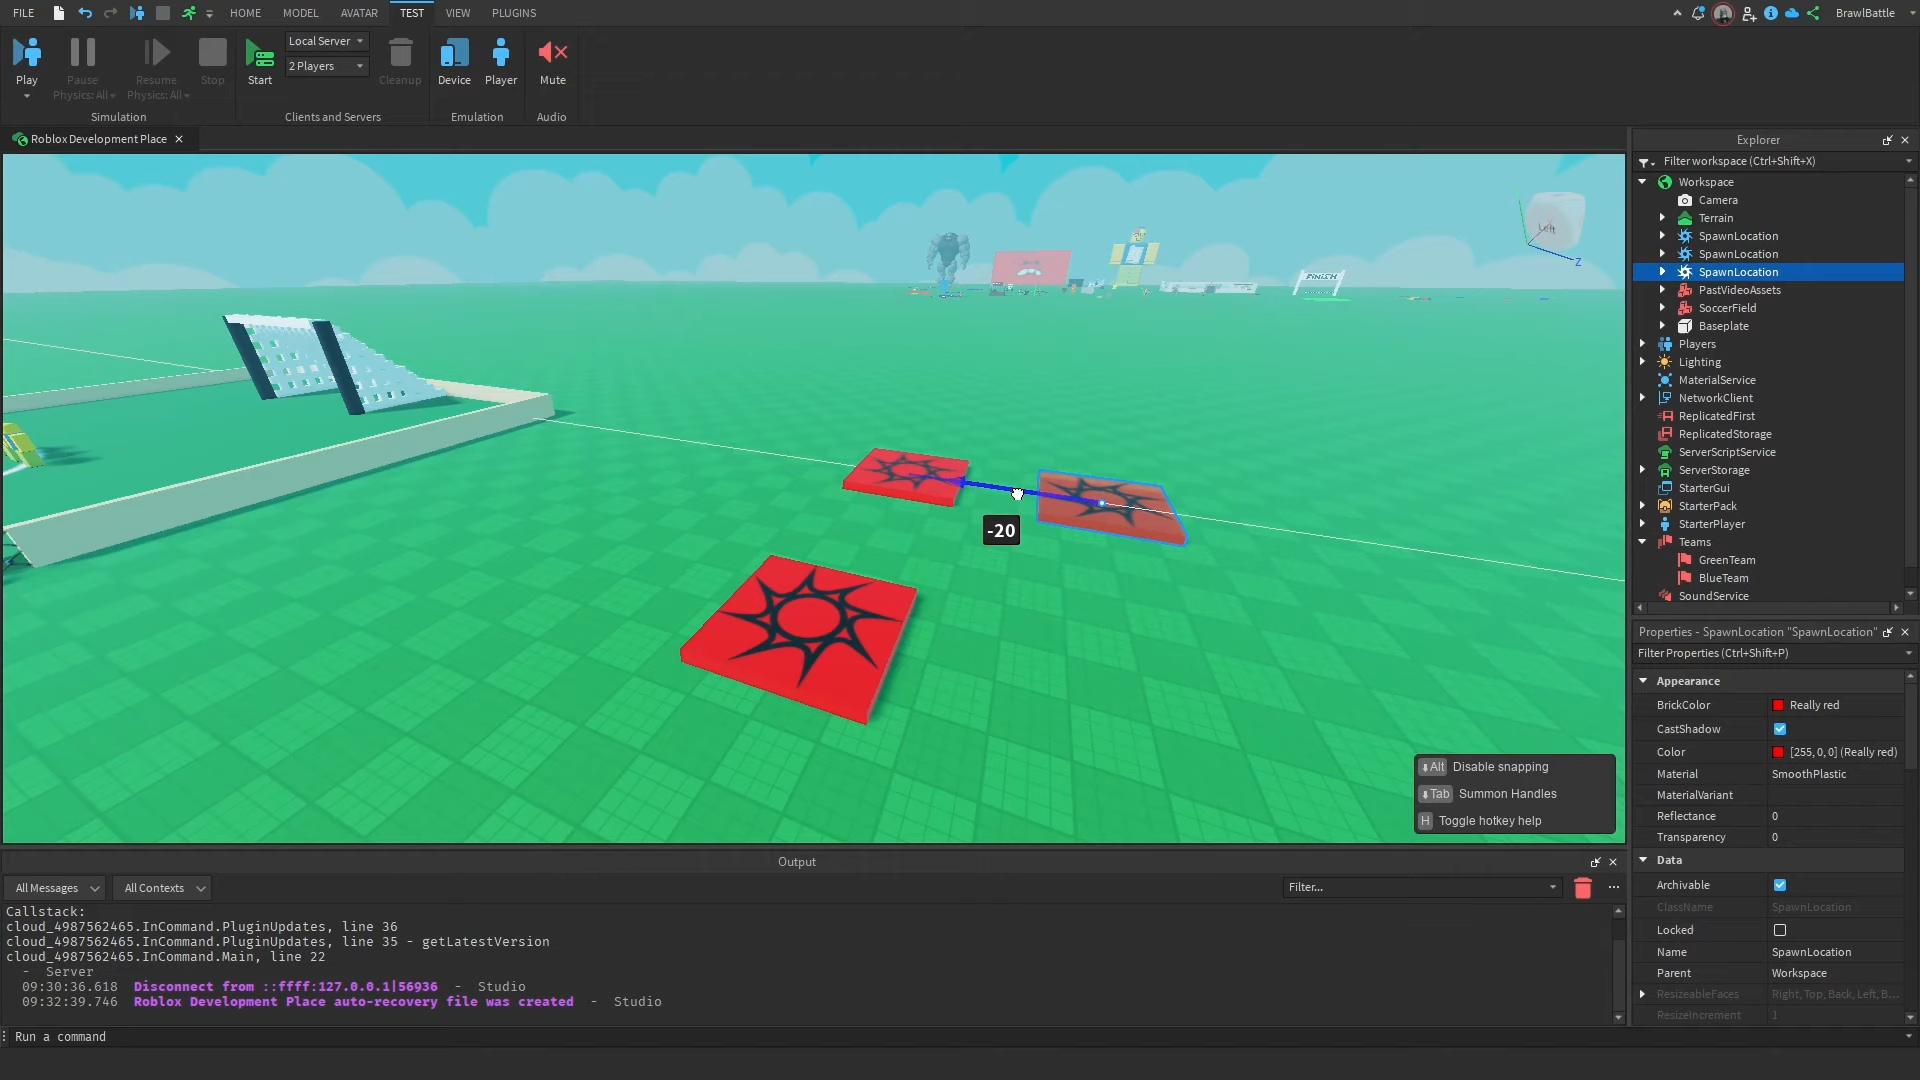 FILE
HOME
MODEL
AVATAR
TEST
VIEW
PLUGINS
BrawlBattle
Play
Pause
Physics: All
Resume
Physics: All
Stop
Simulation
Start
Local Server
2 Players
Cleanup
Clients and Servers
Device
Player
Emulation
Mute
Audio
Roblox Development Place
FINISH
Left
Z
-20
Alt Disable snapping
Tab Summon Handles
H Toggle hotkey help
Explorer
Filter workspace (Ctrl+Shift+X)
Workspace
Camera
Terrain
SpawnLocation
SpawnLocation
SpawnLocation
PastVideoAssets
SoccerField
Baseplate
Players
Lighting
MaterialService
NetworkClient
ReplicatedFirst
ReplicatedStorage
ServerScriptService
ServerStorage
StarterGui
StarterPack
StarterPlayer
Teams
GreenTeam
BlueTeam
SoundService
Properties - SpawnLocation "SpawnLocation"
Filter Properties (Ctrl+Shift+P)
Appearance
BrickColor Really red
CastShadow
Color [255, 0, 0] (Really red)
Material SmoothPlastic
MaterialVariant
Reflectance 0
Transparency 0
Data
Archivable
ClassName SpawnLocation
Locked
Name SpawnLocation
Parent Workspace
ResizeableFaces Right, Top, Back, Left, B...
ResizeIncrement 1
Output
All Messages
All Contexts
Filter...
Callstack:
cloud_4987562465.InCommand.PluginUpdates, line 36
cloud_4987562465.InCommand.PluginUpdates, line 35 - getLatestVersion
cloud_4987562465.InCommand.Main, line 22
- Server
09:30:36.618 Disconnect from ::ffff:127.0.0.1|56936 - Studio
09:32:39.746 Roblox Development Place auto-recovery file was created - Studio
Run a command